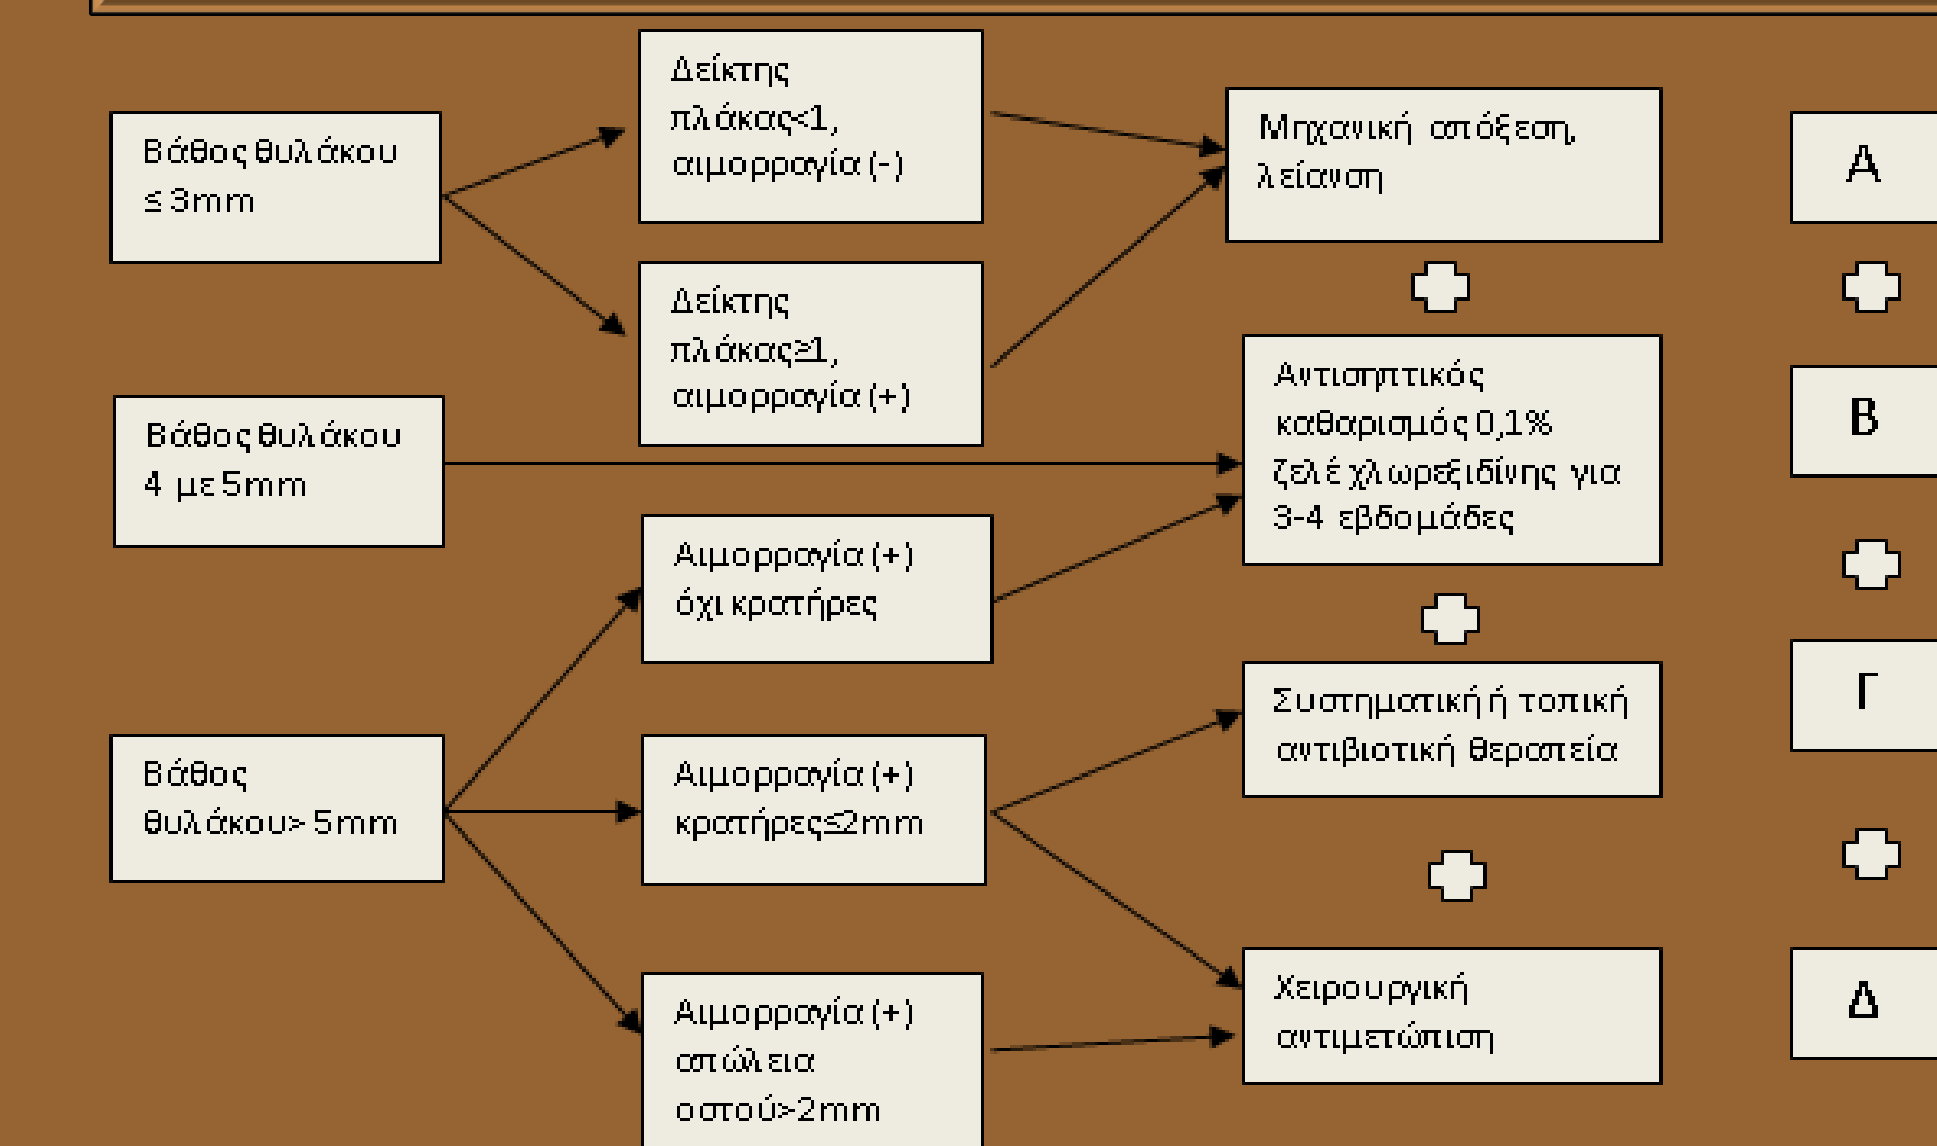 Βάθος θυλάκου
≤ 3mm
Βάθος θυλάκου
4 με 5mm
Βάθος
θυλάκου> 5mm
Δείκτης
πλάκας<1,
αιμορραγία (-)
Δείκτης
πλάκας≥1,
αιμορραγία (+)
Αιμορραγία (+)
όχι κρατήρες
Αιμορραγία (+)
κρατήρες≤2mm
Αιμορραγία (+)
απώλεια
οστού>2mm
Μηχανική απόξεση,
λείανση
Αντισηπτικός
καθαρισμός 0,1%
ζελέ χλωρεξιδίνης για
3-4 εβδομάδες
Συστηματική ή τοπική
αντιβιοτική θεραπεία
Χειρουργική
αντιμετώπιση
Α
Β
Γ
Δ